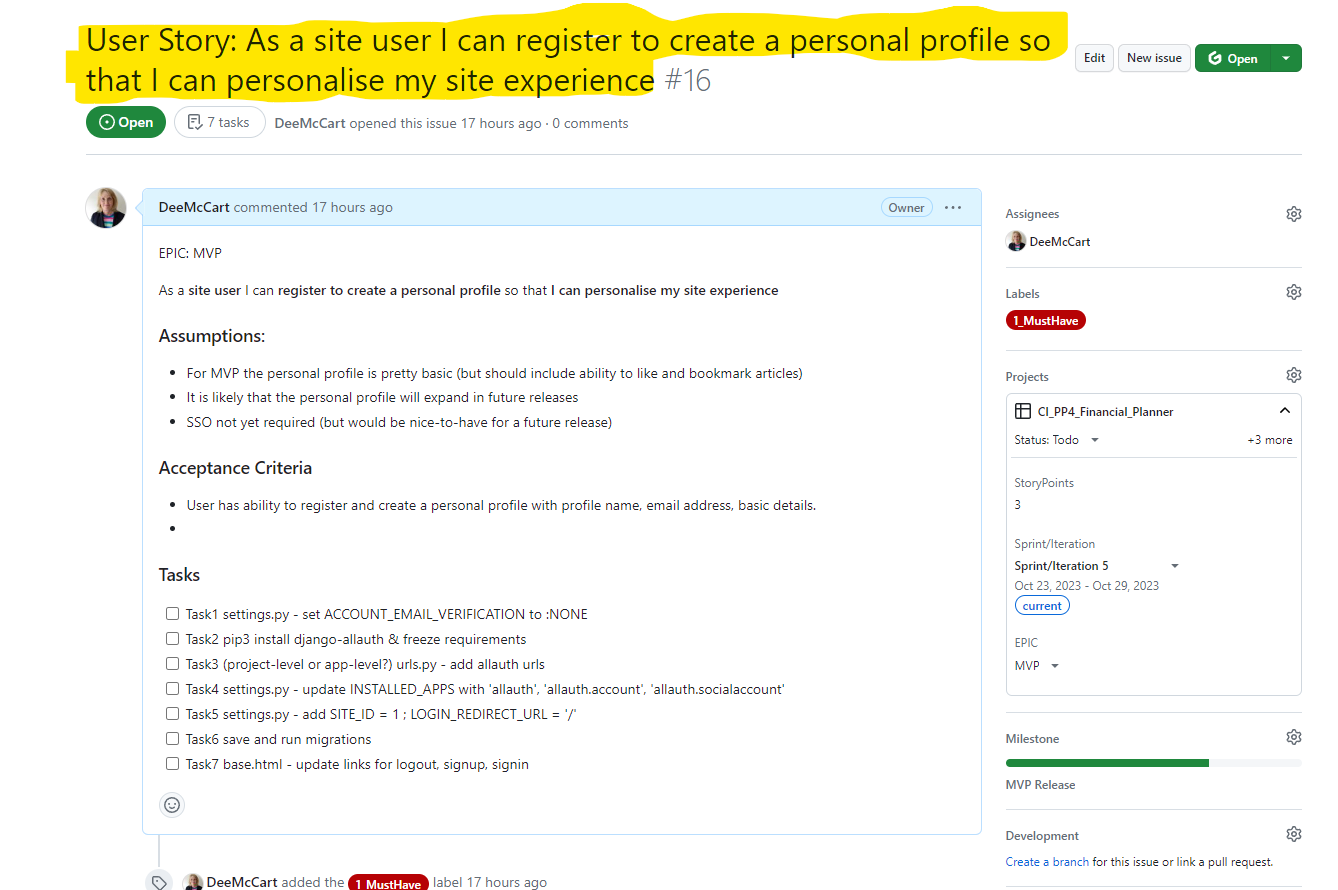 User Story: As a site user I can register to create a personal profile so
that I can personalise my site experience #16
Edit
New issue
Open
Open
7 tasks
DeeMcCart opened this issue 17 hours ago · 0 comments
DeeMcCart commented 17 hours ago
Owner
EPIC: MVP
As a site user I can register to create a personal profile so that I can personalise my site experience
Assumptions:
• For MVP the personal profile is pretty basic (but should include ability to like and bookmark articles)
• It is likely that the personal profile will expand in future releases
• SSO not yet required (but would be nice-to-have for a future release)
Acceptance Criteria
• User has ability to register and create a personal profile with profile name, email address, basic details.
•
Tasks
Task1 settings.py - set ACCOUNT_EMAIL_VERIFICATION to :NONE
Task2 pip3 install django-allauth & freeze requirements
Task3 (project-level or app-level?) urls.py - add allauth urls
Task4 settings.py - update INSTALLED_APPS with 'allauth', 'allauth.account', 'allauth.socialaccount'
Task5 settings.py - add SITE_ID = 1 ; LOGIN_REDIRECT_URL = '/'
Task6 save and run migrations
Task7 base.html - update links for logout, signup, signin
DeeMcCart added the 1_MustHave label 17 hours ago
Assignees
DeeMcCart
Labels
1_MustHave
Projects
CI_PP4_Financial_Planner
Status: Todo
+3 more
StoryPoints
3
Sprint/Iteration
Sprint/Iteration 5
Oct 23, 2023 - Oct 29, 2023
current
EPIC
MVP
Milestone
MVP Release
Development
Create a branch for this issue or link a pull request.